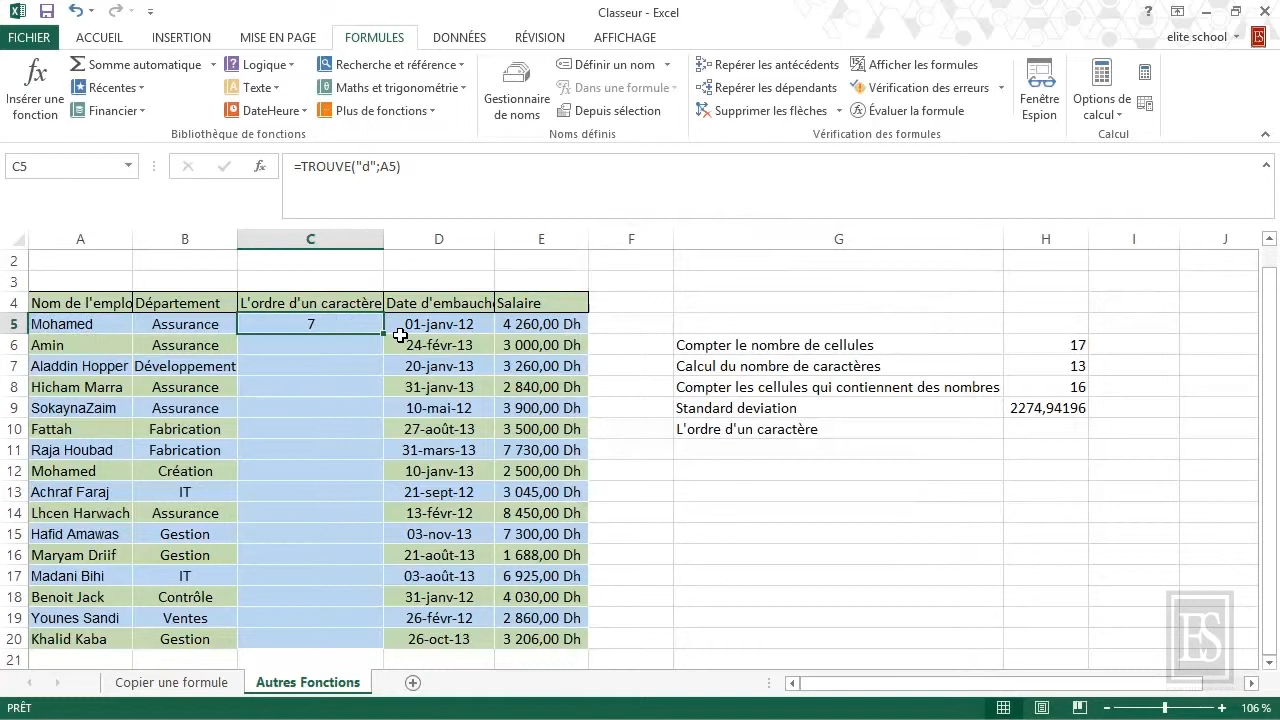 Classeur - Excel
FICHIER ACCUEIL INSERTION MISE EN PAGE FORMULES DONNÉES RÉVISION AFFICHAGE elite school ES
fx Insérer une fonction
Somme automatique Logique Recherche et référence
Récentes Texte Maths et trigonométrie
Financier DateHeure Plus de fonctions
Bibliothèque de fonctions
Gestionnaire de noms
Définir un nom
Dans une formule
Depuis sélection
Noms définis
Repérer les antécédents Afficher les formules
Repérer les dépendants Vérification des erreurs
Supprimer les flèches Évaluer la formule
Vérification des formules
Fenêtre Espion
Options de calcul
Calcul
C5 fx =TROUVE("d";A5)
A B C D E F G H I J
2
3
4 Nom de l'emplo Département L'ordre d'un caractère Date d'embauche Salaire
5 Mohamed Assurance 7 01-janv-12 4 260,00 Dh
6 Amin Assurance 24-févr-13 3 000,00 Dh Compter le nombre de cellules 17
7 Aladdin Hopper Développement 20-janv-13 3 260,00 Dh Calcul du nombre de caractères 13
8 Hicham Marra Assurance 31-janv-13 2 840,00 Dh Compter les cellules qui contiennent des nombres 16
9 SokaynaZaim Assurance 10-mai-12 3 900,00 Dh Standard deviation 2274,94196
10 Fattah Fabrication 27-août-13 3 500,00 Dh L'ordre d'un caractère
11 Raja Houbad Fabrication 31-mars-13 7 730,00 Dh
12 Mohamed Création 10-janv-13 2 500,00 Dh
13 Achraf Faraj IT 21-sept-12 3 045,00 Dh
14 Lhcen Harwach Assurance 13-févr-12 8 450,00 Dh
15 Hafid Amawas Gestion 03-nov-13 7 300,00 Dh
16 Maryam Driif Gestion 21-août-13 1 688,00 Dh
17 Madani Bihi IT 03-août-13 6 925,00 Dh
18 Benoit Jack Contrôle 31-janv-12 4 030,00 Dh
19 Younes Sandi Ventes 26-févr-12 2 860,00 Dh
20 Khalid Kaba Gestion 26-oct-13 3 206,00 Dh
21
ES
Copier une formule Autres Fonctions
PRÊT 106 %